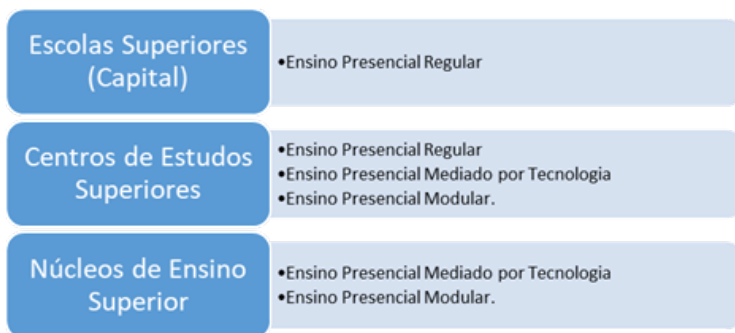 Escolas Superiores
(Capital)
•Ensino Presencial Regular
Centros de Estudos
Superiores
•Ensino Presencial Regular
•Ensino Presencial Mediado por Tecnologia
•Ensino Presencial Modular.
Núcleos de Ensino
Superior
•Ensino Presencial Mediado por Tecnologia
•Ensino Presencial Modular.